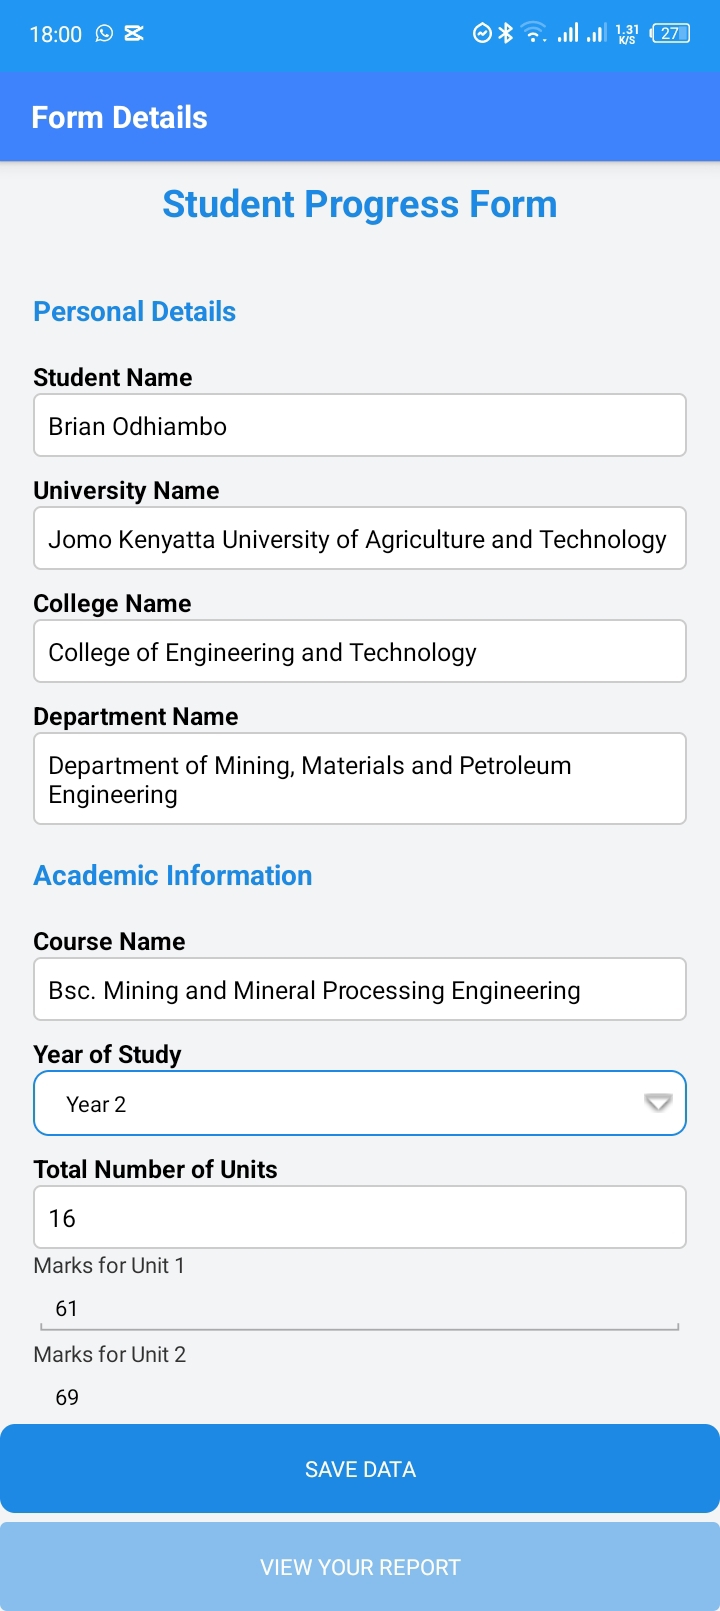 18:00
1.31
K/S
27
Form Details
Student Progress Form
Personal Details
Student Name
Brian Odhiambo
University Name
Jomo Kenyatta University of Agriculture and Technology
College Name
College of Engineering and Technology
Department Name
Department of Mining, Materials and Petroleum
Engineering
Academic Information
Course Name
Bsc. Mining and Mineral Processing Engineering
Year of Study
Year 2
Total Number of Units
16
Marks for Unit 1
61
Marks for Unit 2
69
SAVE DATA
VIEW YOUR REPORT